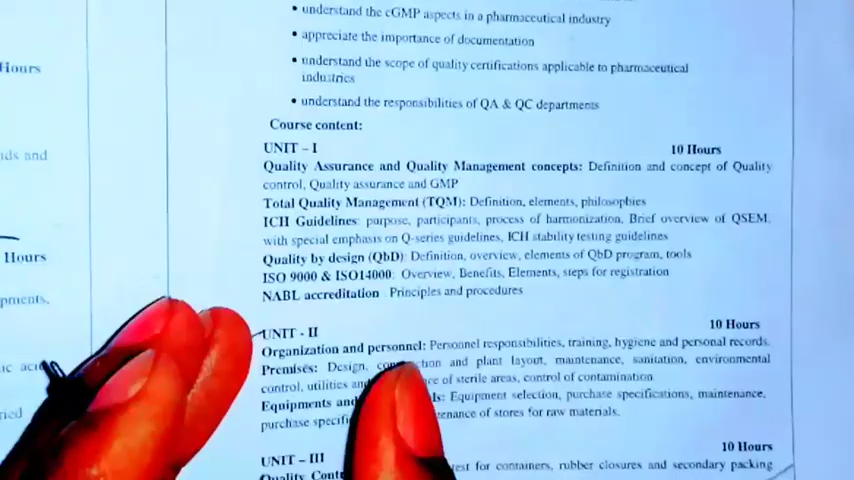 • understand the cGMP aspects in a pharmaceutical industry
• appreciate the importance of documentation
• understand the scope of quality certifications applicable to pharmaceutical
industries
• understand the responsibilities of QA & QC departments
Hours
Course content:
UNIT – I 10 Hours
ds and
Quality Assurance and Quality Management concepts: Definition and concept of Quality
control, Quality assurance and GMP
Total Quality Management (TQM): Definition, elements, philosophies
ICH Guidelines: purpose, participants, process of harmonization, Brief overview of QSEM,
with special emphasis on Q-series guidelines, ICH stability testing guidelines
Hours
Quality by design (QbD): Definition, overview, elements of QbD program, tools
ISO 9000 & ISO14000: Overview, Benefits, Elements, steps for registration
pments,
NABL accreditation : Principles and procedures
UNIT - II 10 Hours
Organization and personnel: Personnel responsibilities, training, hygiene and personal records.
Premises: Design, ction and plant layout, maintenance, sanitation, environmental
control, utilities and ce of sterile areas, control of contamination
Equipments and ls: Equipment selection, purchase specifications, maintenance,
purchase specifi tenance of stores for raw materials.
UNIT – III 10 Hours
Quality Cont test for containers, rubber closures and secondary packing